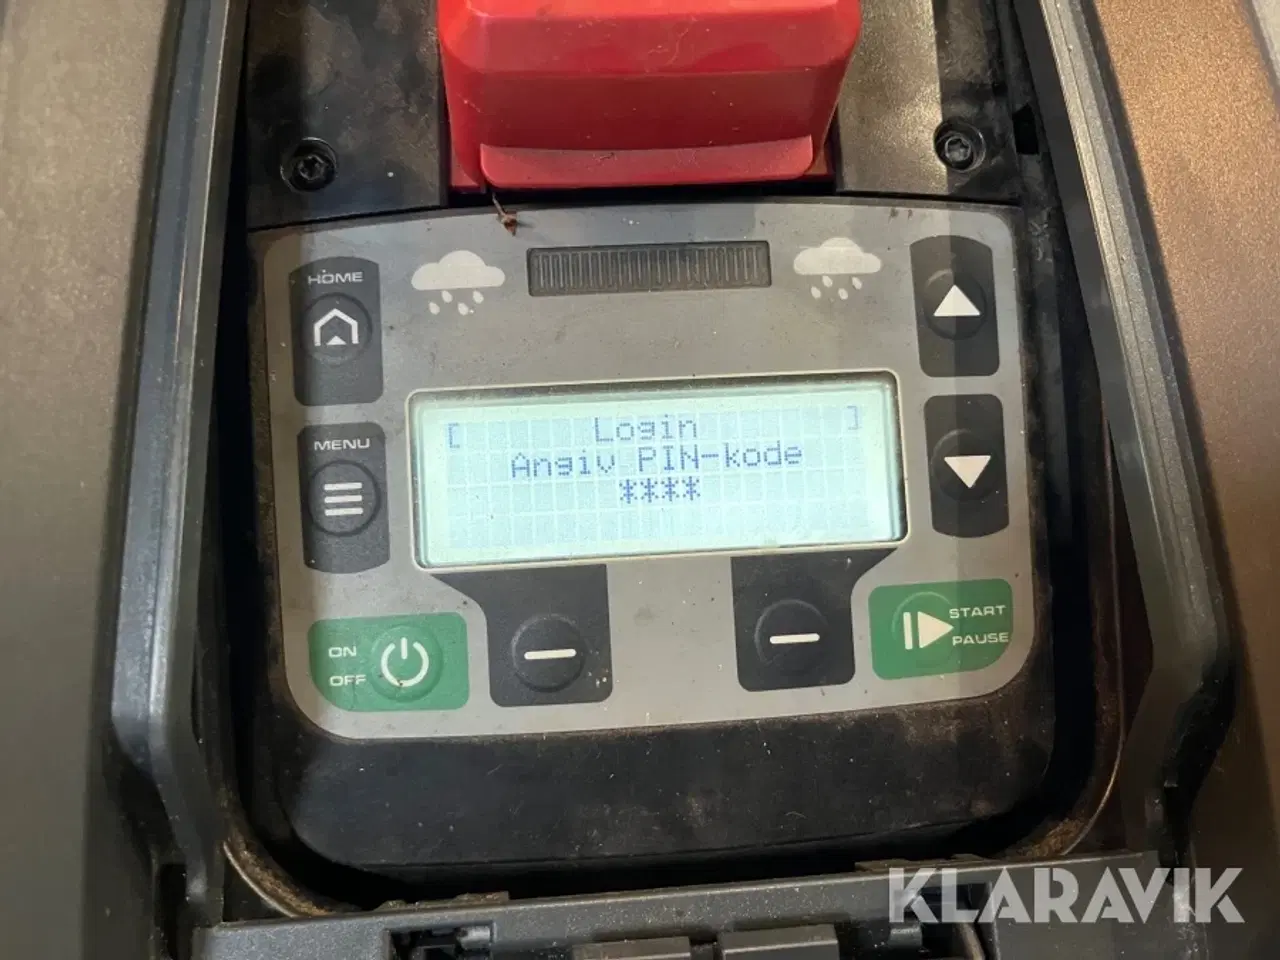 HOME
MENU
[ Login ]
Angiv PIN-kode
****
ON
OFF
START
PAUSE
KLARAVIK